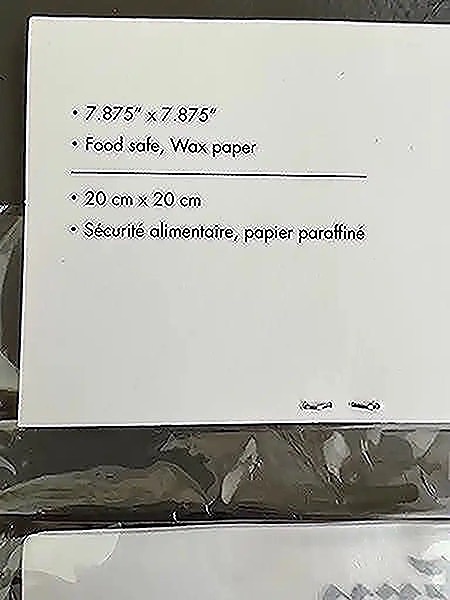 • 7.875" x 7.875"
• Food safe, Wax paper
• 20 cm x 20 cm
• Sécurité alimentaire, papier paraffiné